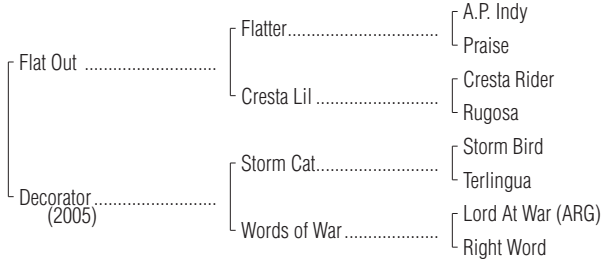 A.P. Indy
Flatter
Praise
Flat Out
Cresta Rider
Cresta Lil
Rugosa
Storm Bird
Storm Cat
Terlingua
Decorator
(2005)
Lord At War (ARG)
Words of War
Right Word